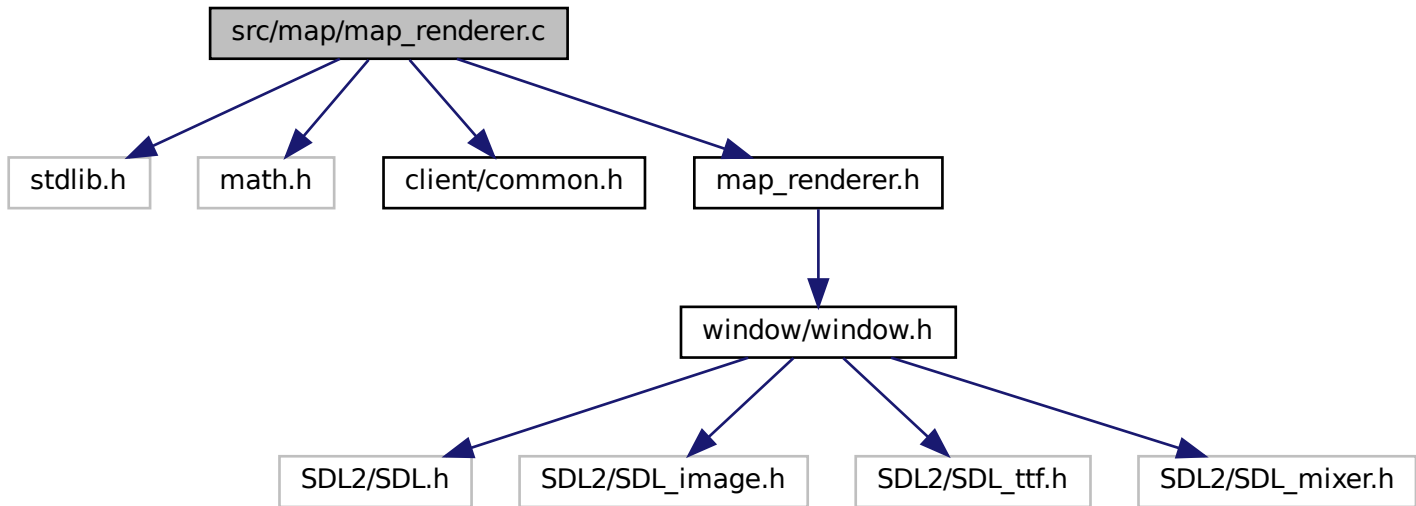 src/map/map_renderer.c
stdlib.h
math.h
client/common.h
map_renderer.h
window/window.h
SDL2/SDL.h
SDL2/SDL_image.h
SDL2/SDL_ttf.h
SDL2/SDL_mixer.h